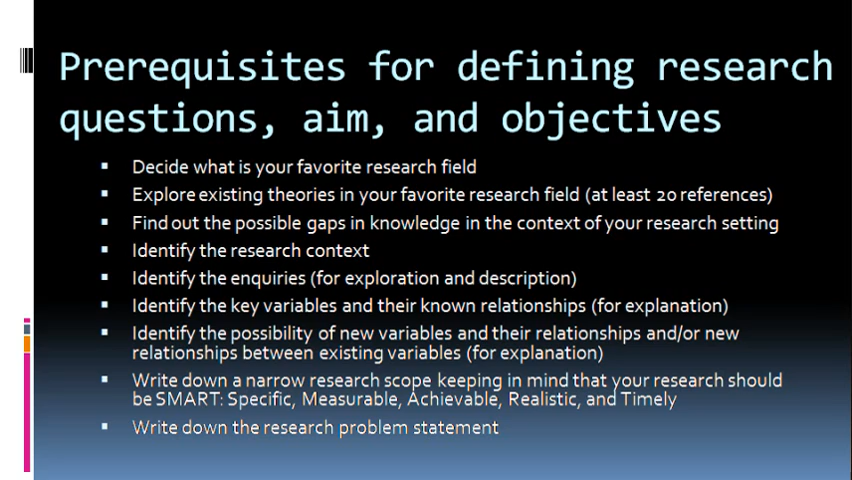 Prerequisites for defining research
questions, aim, and objectives
▪ Decide what is your favorite research field
▪ Explore existing theories in your favorite research field (at least 20 references)
▪ Find out the possible gaps in knowledge in the context of your research setting
▪ Identify the research context
▪ Identify the enquiries (for exploration and description)
▪ Identify the key variables and their known relationships (for explanation)
▪ Identify the possibility of new variables and their relationships and/or new
relationships between existing variables (for explanation)
▪ Write down a narrow research scope keeping in mind that your research should
be SMART: Specific, Measurable, Achievable, Realistic, and Timely
▪ Write down the research problem statement